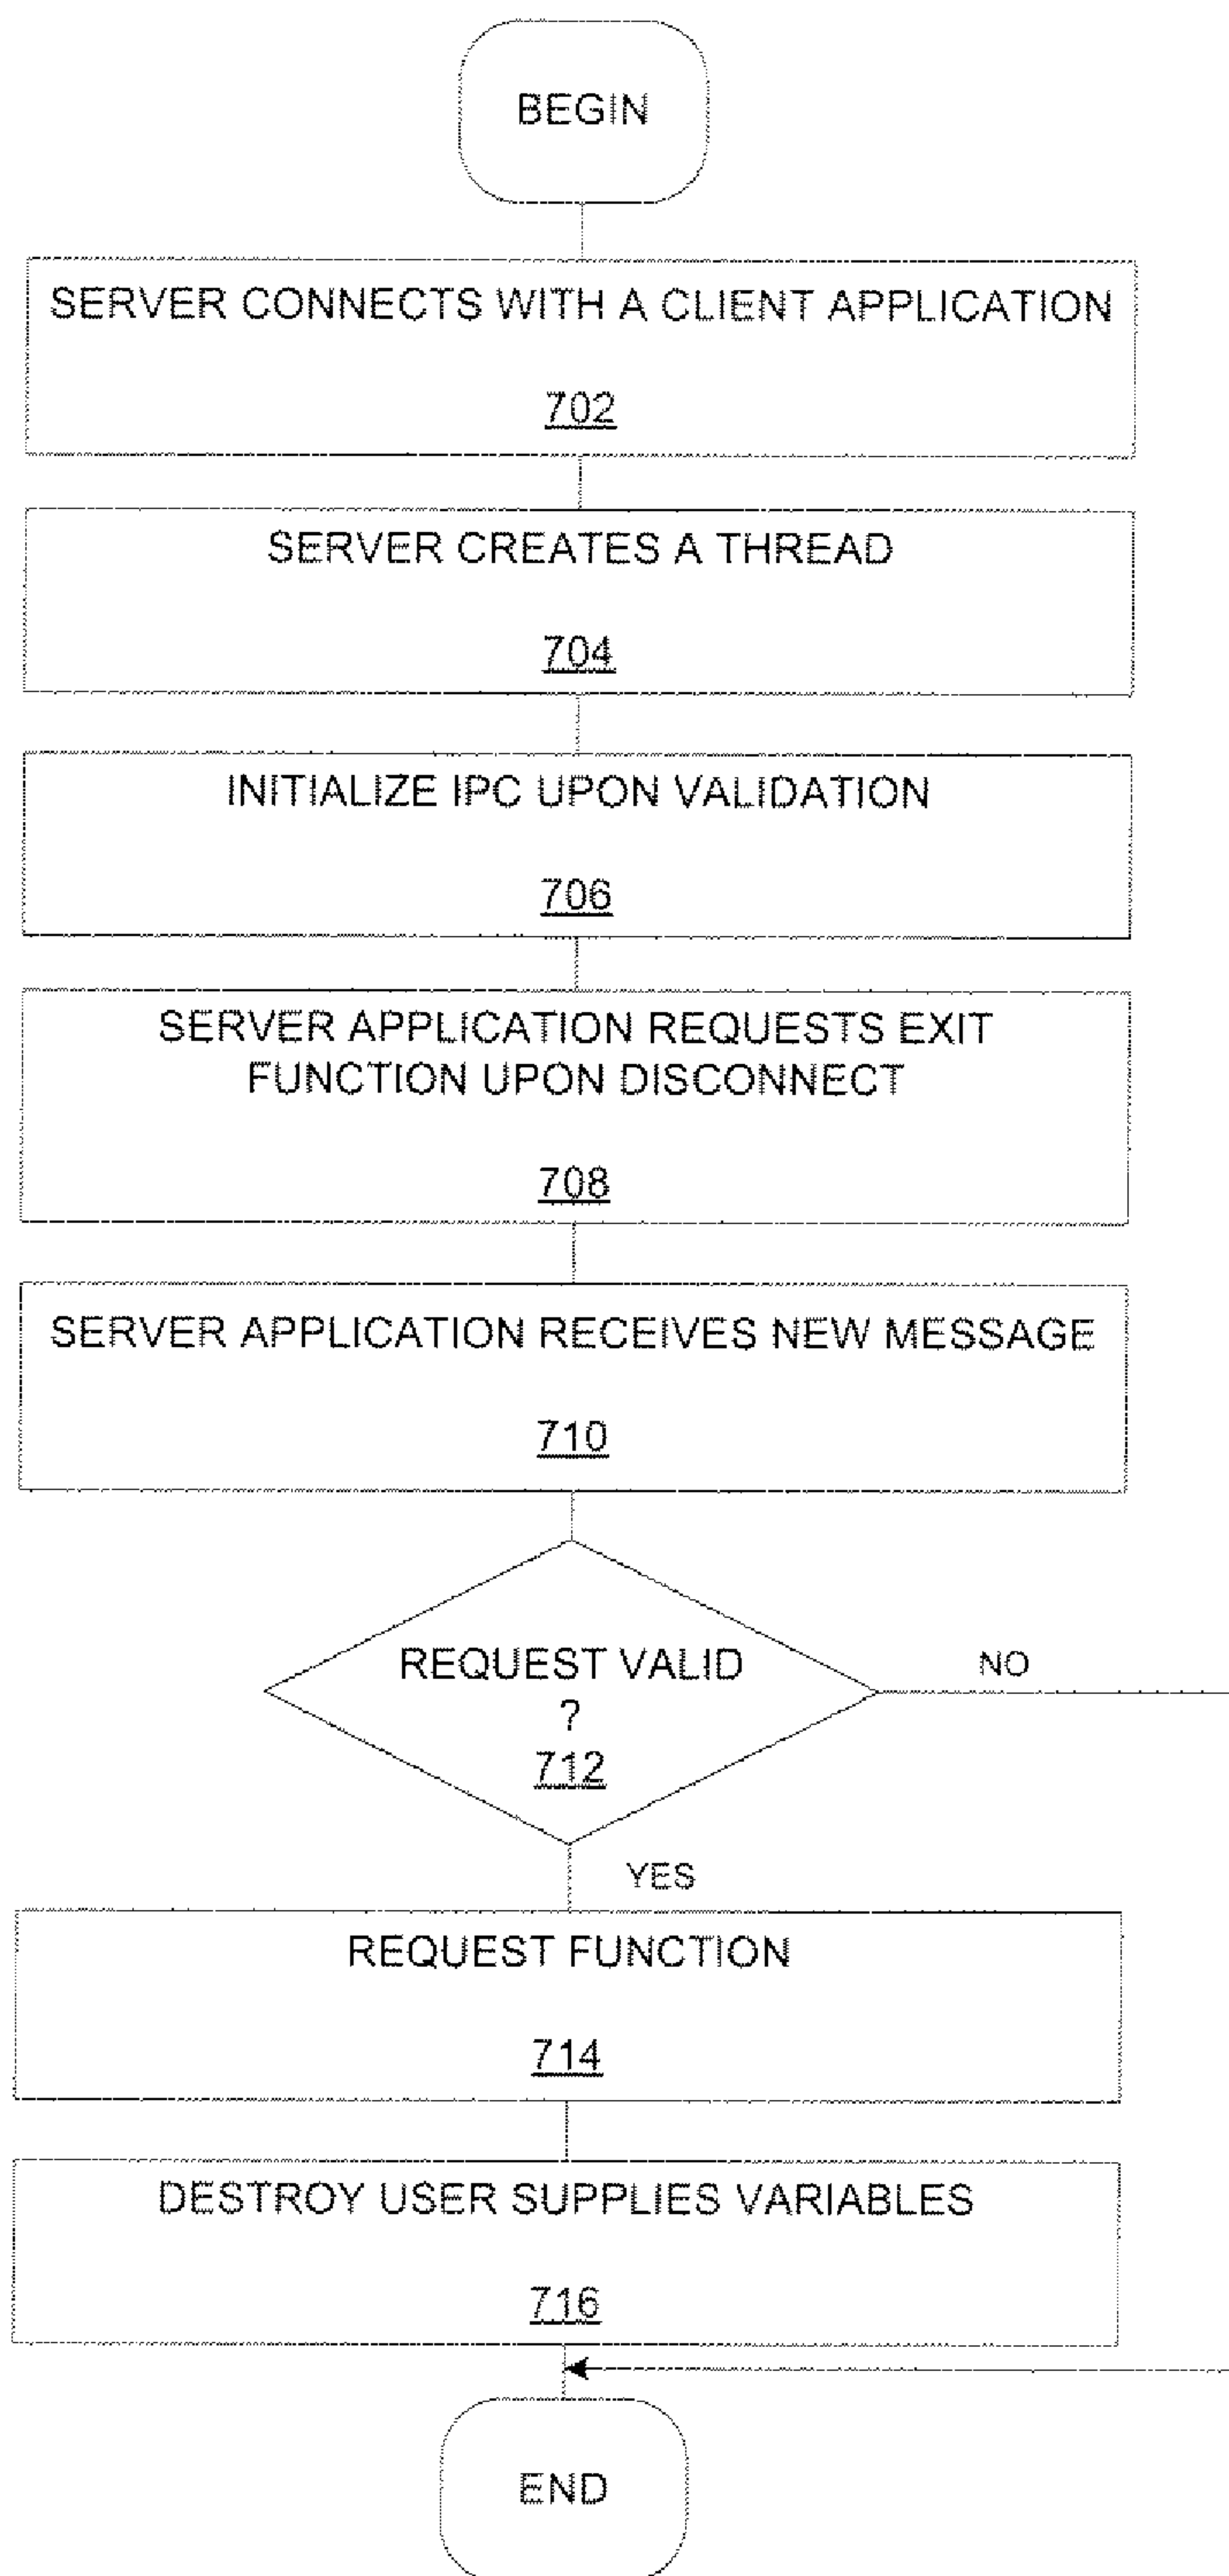 BEGIN
SERVER CONNECTS WITH A CLIENT APPLICATION
702
SERVER CREATES A THREAD
704
INITIALIZE IPC UPON VALIDATION
706
SERVER APPLICATION REQUESTS EXIT
FUNCTION UPON DISCONNECT
708
SERVER APPLICATION RECEIVES NEW MESSAGE
710
REQUEST VALID
?
712
NO
YES
REQUEST FUNCTION
714
DESTROY USER SUPPLIES VARIABLES
716
END